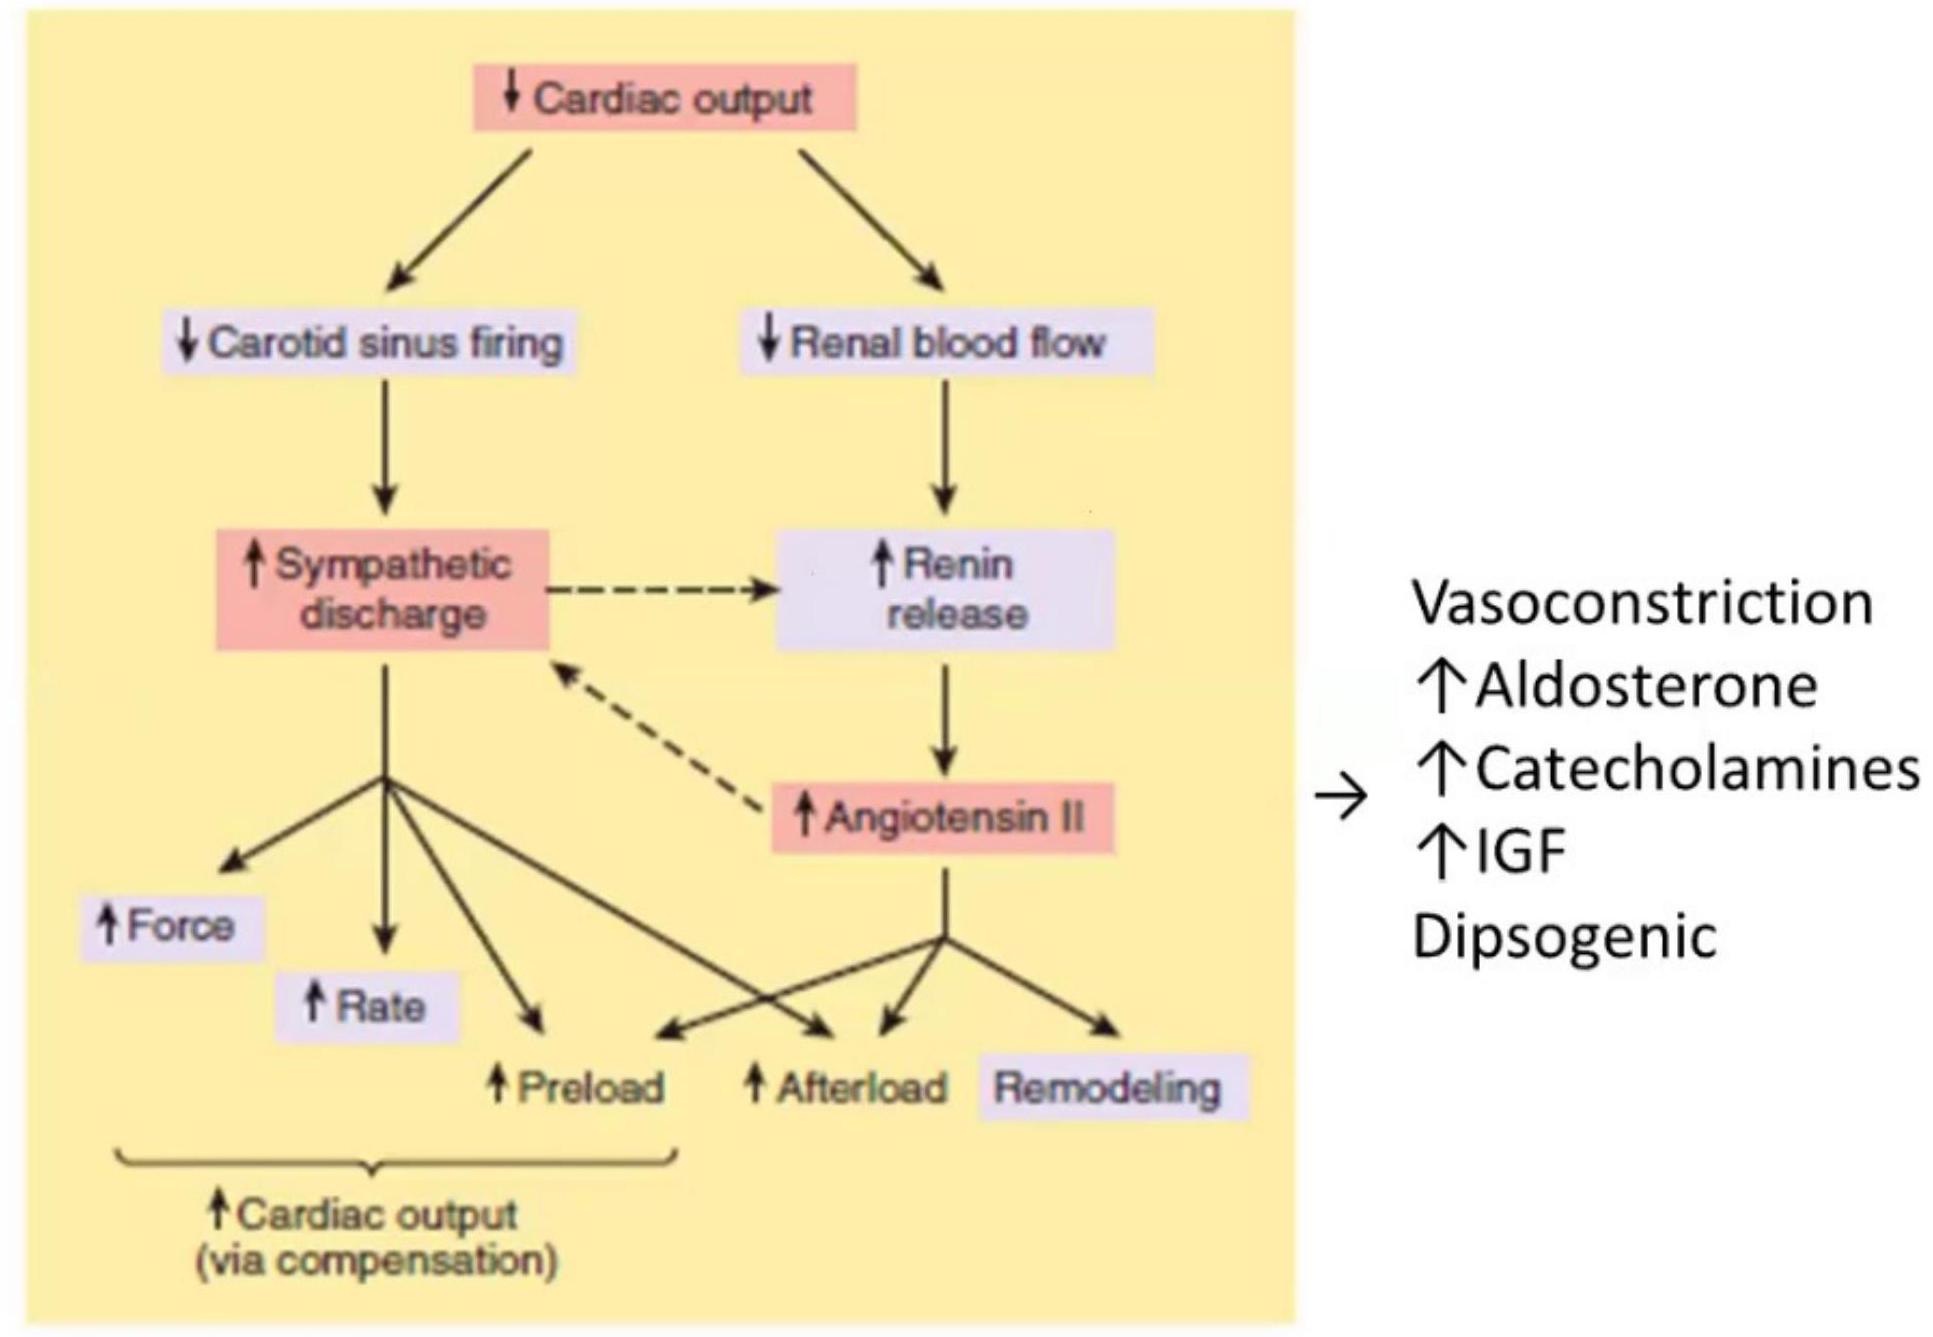 ↓ Cardiac output
↓ Carotid sinus firing
↓ Renal blood flow
↑ Sympathetic
discharge
↑ Renin
release
↑ Angiotensin II
↑ Force
↑ Rate
↑ Preload
↑ Afterload
Remodeling
↑ Cardiac output
(via compensation)
→
Vasoconstriction
↑Aldosterone
↑Catecholamines
↑IGF
Dipsogenic